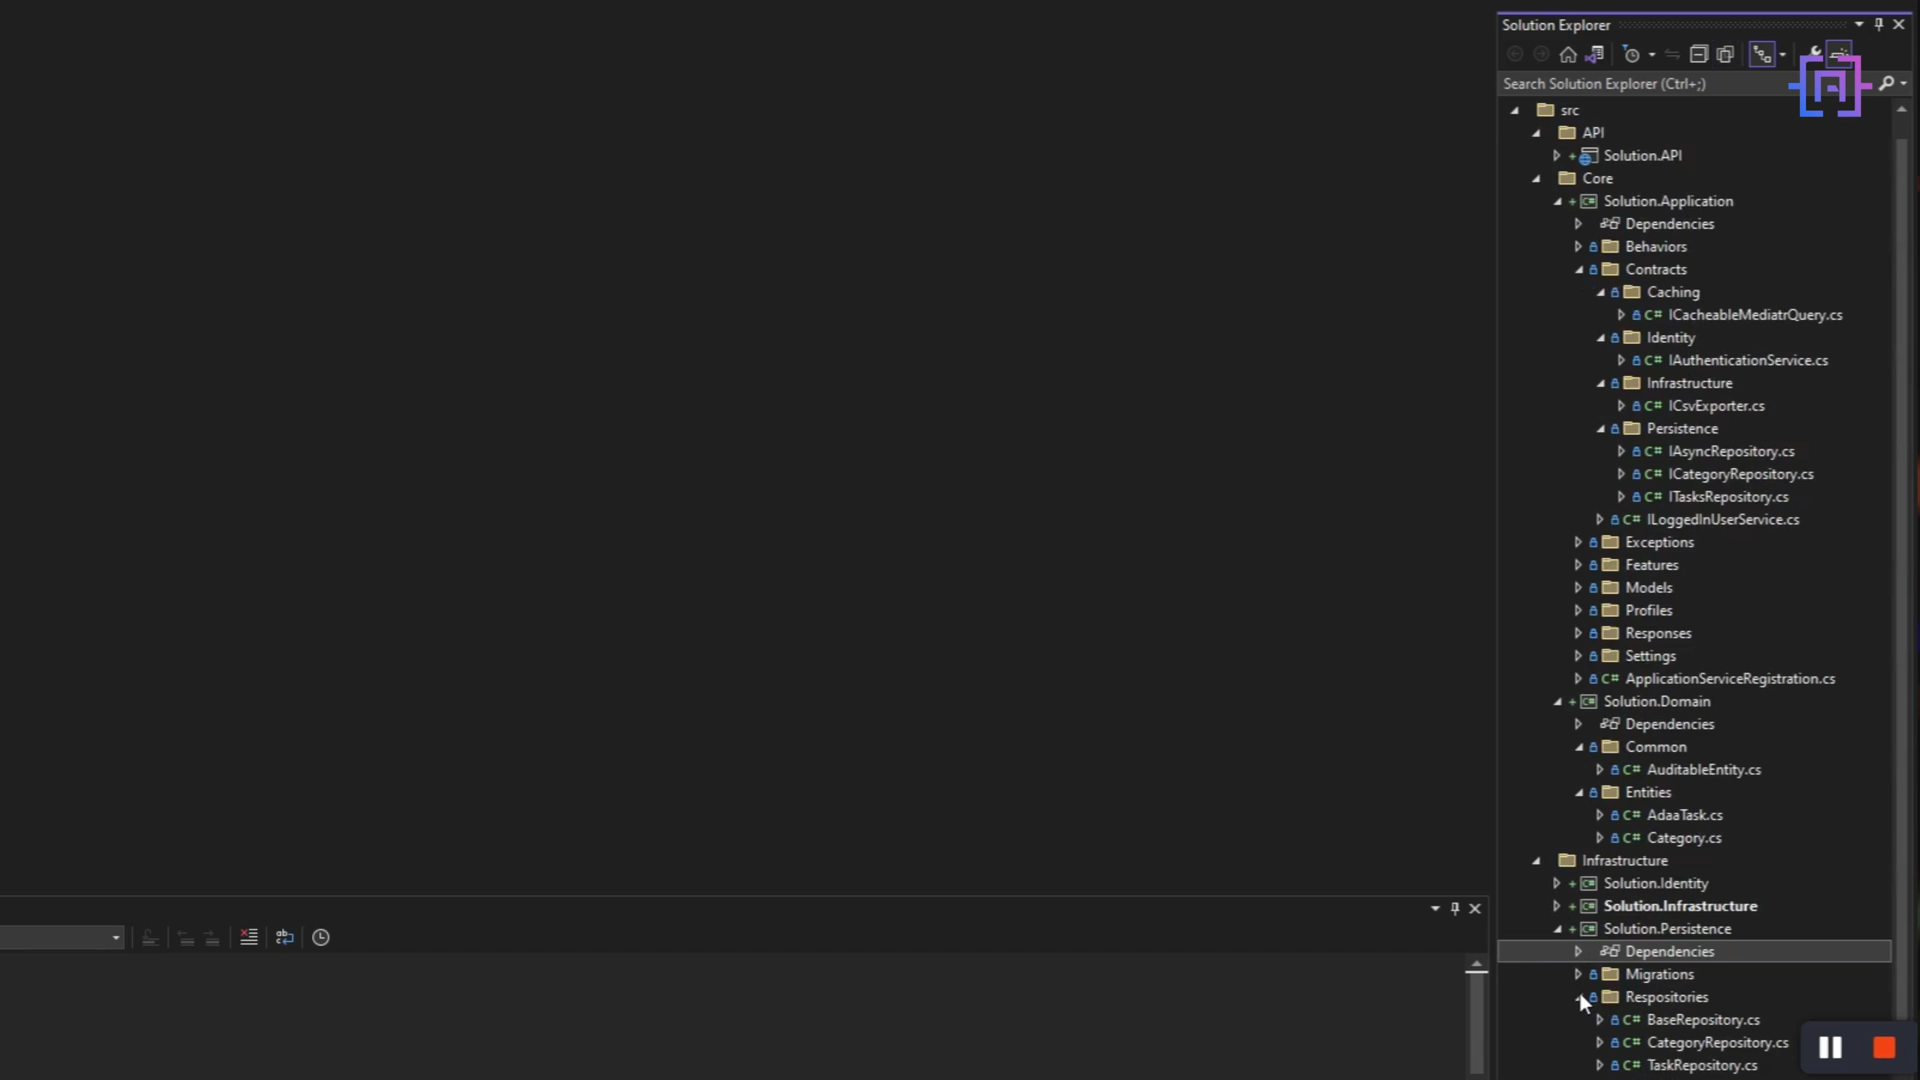 Solution Explorer
Search Solution Explorer (Ctrl+;)
src
API
Solution.API
Core
Solution.Application
Dependencies
Behaviors
Contracts
Caching
ICacheableMediatrQuery.cs
Identity
IAuthenticationService.cs
Infrastructure
ICsvExporter.cs
Persistence
IAsyncRepository.cs
ICategoryRepository.cs
ITasksRepository.cs
ILoggedInUserService.cs
Exceptions
Features
Models
Profiles
Responses
Settings
ApplicationServiceRegistration.cs
Solution.Domain
Dependencies
Common
AuditableEntity.cs
Entities
AdaaTask.cs
Category.cs
Infrastructure
Solution.Identity
Solution.Infrastructure
Solution.Persistence
Dependencies
Migrations
Respositories
BaseRepository.cs
CategoryRepository.cs
TaskRepository.cs